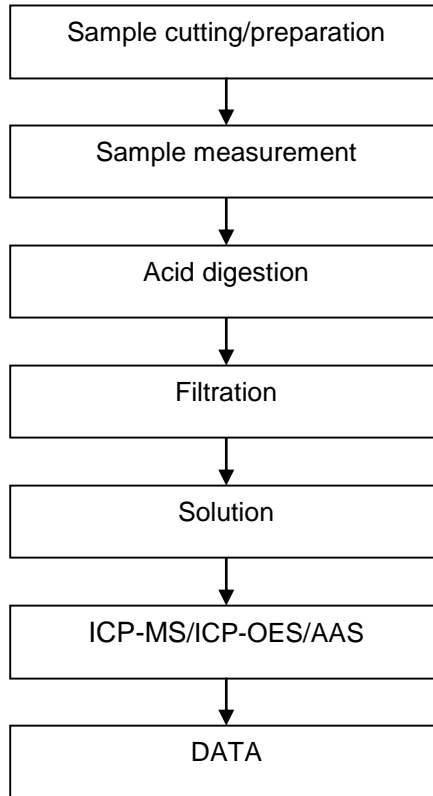 Sample cutting/preparation
Sample measurement
Acid digestion
Filtration
Solution
ICP-MS/ICP-OES/AAS
DATA